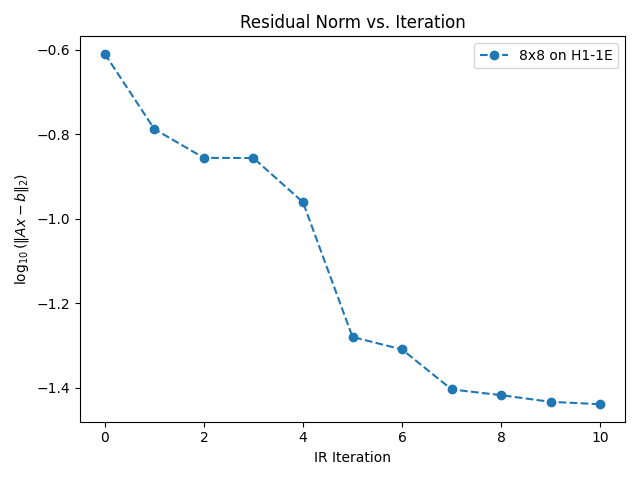 Residual Norm vs. Iteration
8x8 on H1-1E
log₁₀(‖Ax − b‖₂)
−0.6
−0.8
−1.0
−1.2
−1.4
0 2 4 6 8 10
IR Iteration